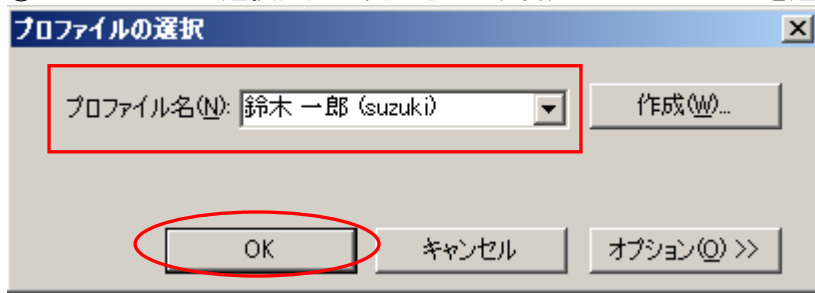 プロファイルの選択
プロファイル名(N): 鈴木 一郎 (suzuki)
作成(W)...
OK
キャンセル
オプション(O) >>